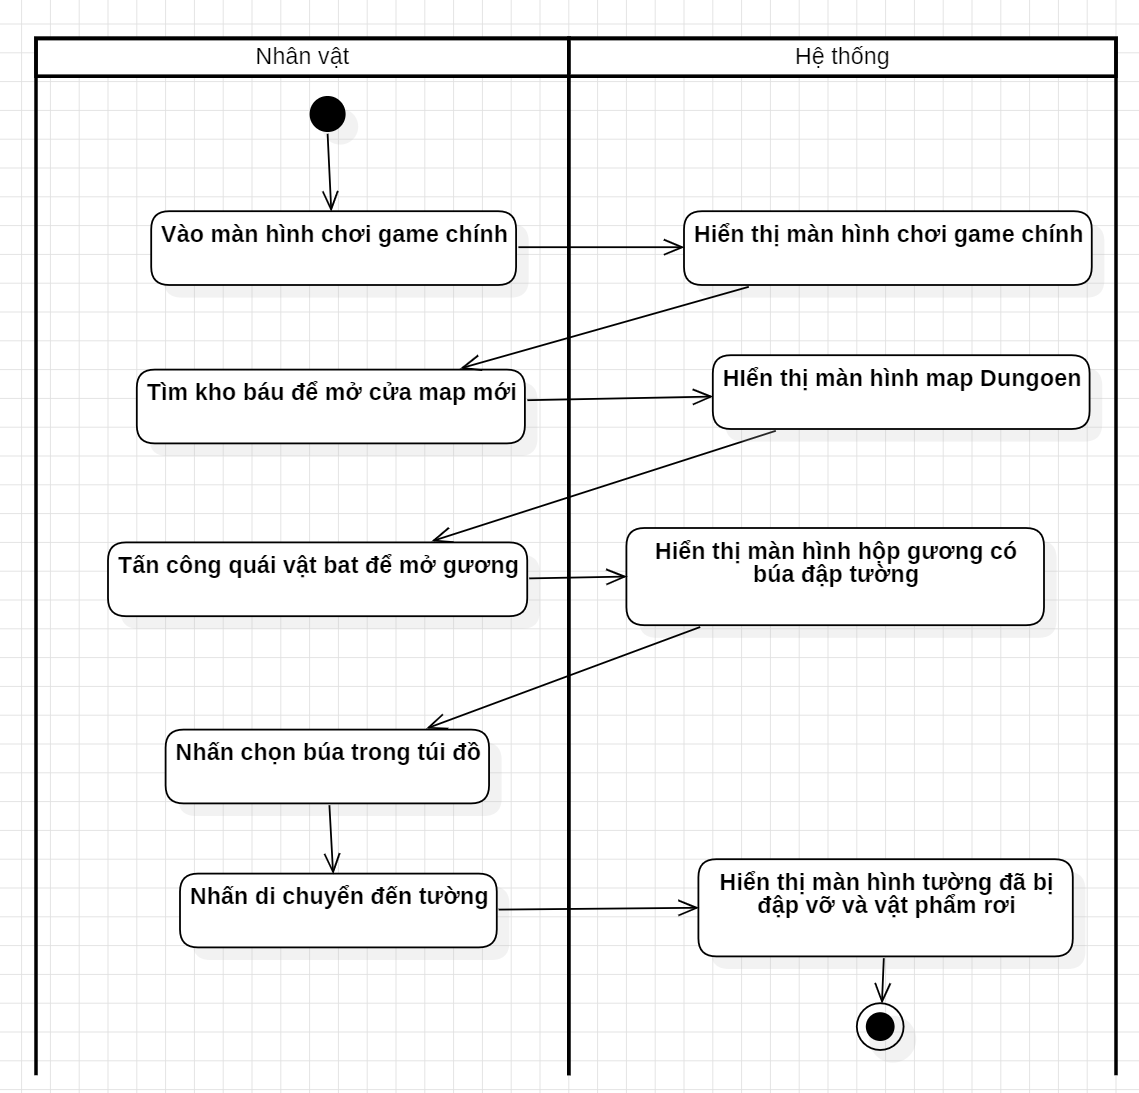 Nhân vật
Hệ thống
Vào màn hình chơi game chính
Hiển thị màn hình chơi game chính
Tìm kho báu để mở cửa map mới
HIển thị màn hình map Dungoen
Tấn công quái vật bat để mở gương
Hiển thị màn hình hộp gương có
búa đập tường
Nhấn chọn búa trong túi đồ
Nhấn di chuyển đến tường
Hiển thị màn hình tường đã bị
đập vỡ và vật phẩm rơi